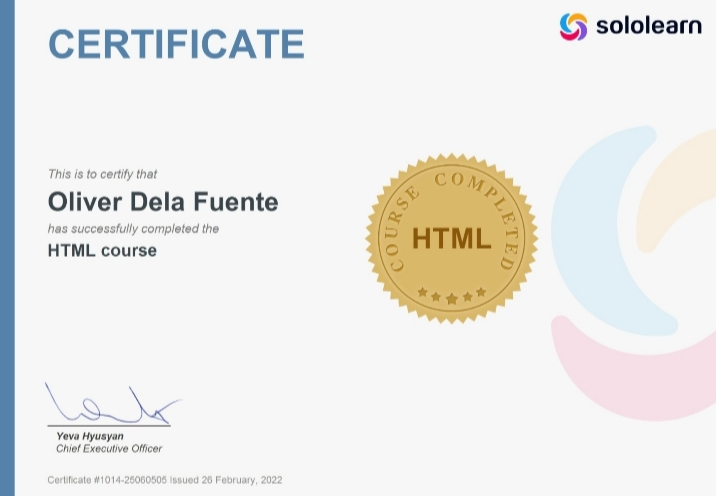 CERTIFICATE
sololearn
This is to certify that
Oliver Dela Fuente
has successfully completed the
HTML course
COURSE COMPLETED
HTML
Yeva Hyusyan
Chief Executive Officer
Certificate #1014-25060505 Issued 26 February, 2022